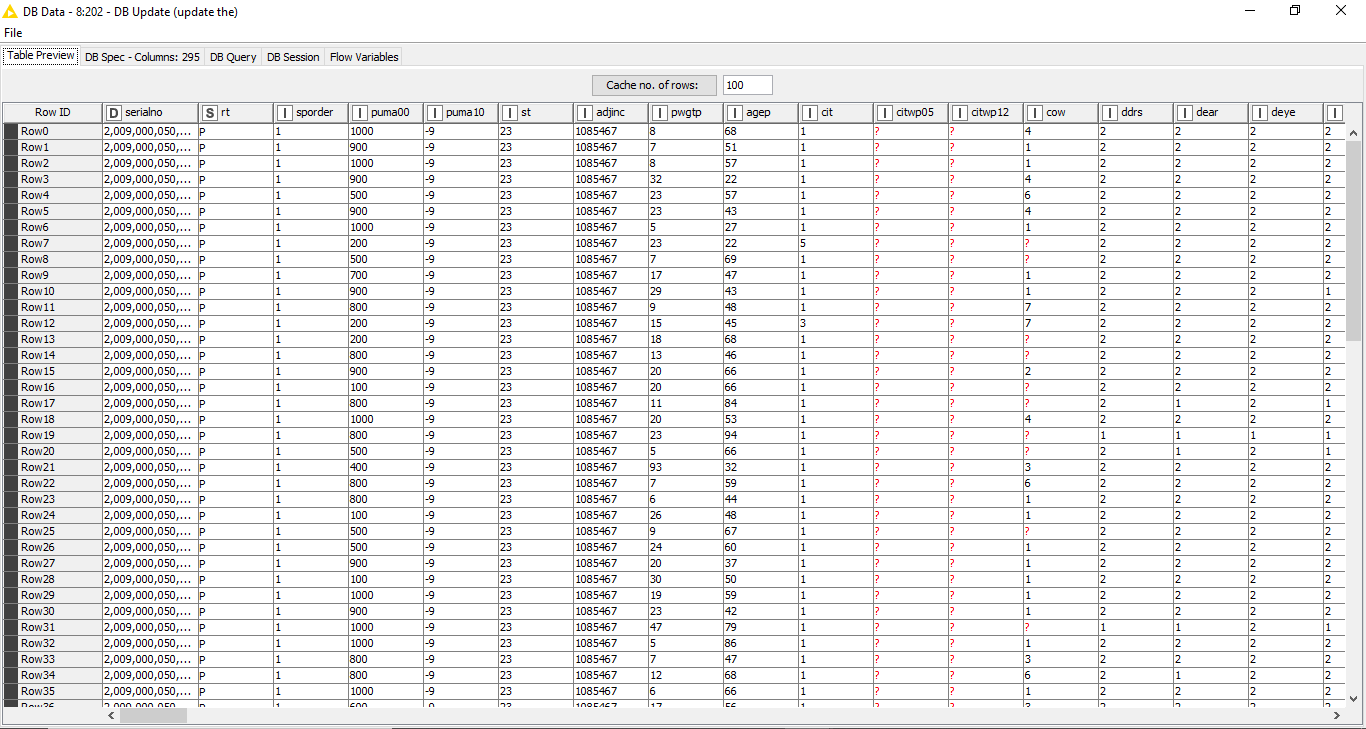 DB Data - 8:202 - DB Update (update the)
File
Table Preview DB Spec - Columns: 295 DB Query DB Session Flow Variables
Cache no. of rows: 100
Row ID D serialno S rt I sporder I puma00 I puma10 I st I adjinc I pwgtp I agep I cit I citwp05 I citwp12 I cow I ddrs I dear I deye I
Row0 2,009,000,050,... P 1 1000 -9 23 1085467 8 68 1 ? ? 4 2 2 2 2
Row1 2,009,000,050,... P 1 900 -9 23 1085467 7 51 1 ? ? 1 2 2 2 2
Row2 2,009,000,050,... P 1 1000 -9 23 1085467 8 57 1 ? ? 1 2 2 2 2
Row3 2,009,000,050,... P 1 900 -9 23 1085467 32 22 1 ? ? 4 2 2 2 2
Row4 2,009,000,050,... P 1 500 -9 23 1085467 23 57 1 ? ? 6 2 2 2 2
Row5 2,009,000,050,... P 1 900 -9 23 1085467 23 43 1 ? ? 4 2 2 2 2
Row6 2,009,000,050,... P 1 1000 -9 23 1085467 5 27 1 ? ? 1 2 2 2 2
Row7 2,009,000,050,... P 1 200 -9 23 1085467 23 22 5 ? ? ? 2 2 2 2
Row8 2,009,000,050,... P 1 500 -9 23 1085467 7 69 1 ? ? ? 2 2 2 2
Row9 2,009,000,050,... P 1 700 -9 23 1085467 17 47 1 ? ? 1 2 2 2 2
Row10 2,009,000,050,... P 1 900 -9 23 1085467 29 43 1 ? ? 1 2 2 2 1
Row11 2,009,000,050,... P 1 800 -9 23 1085467 9 48 1 ? ? 7 2 2 2 2
Row12 2,009,000,050,... P 1 200 -9 23 1085467 15 45 3 ? ? 7 2 2 2 2
Row13 2,009,000,050,... P 1 200 -9 23 1085467 18 68 1 ? ? ? 2 2 2 2
Row14 2,009,000,050,... P 1 800 -9 23 1085467 13 46 1 ? ? ? 2 2 2 2
Row15 2,009,000,050,... P 1 900 -9 23 1085467 20 66 1 ? ? 2 2 2 2 2
Row16 2,009,000,050,... P 1 100 -9 23 1085467 20 66 1 ? ? ? 2 2 2 2
Row17 2,009,000,050,... P 1 800 -9 23 1085467 11 84 1 ? ? ? 2 1 2 1
Row18 2,009,000,050,... P 1 1000 -9 23 1085467 20 53 1 ? ? 4 2 2 2 2
Row19 2,009,000,050,... P 1 800 -9 23 1085467 23 94 1 ? ? ? 1 1 1 1
Row20 2,009,000,050,... P 1 500 -9 23 1085467 5 66 1 ? ? ? 2 1 2 1
Row21 2,009,000,050,... P 1 400 -9 23 1085467 93 32 1 ? ? 3 2 2 2 2
Row22 2,009,000,050,... P 1 800 -9 23 1085467 7 59 1 ? ? 6 2 2 2 2
Row23 2,009,000,050,... P 1 800 -9 23 1085467 6 44 1 ? ? 1 2 2 2 2
Row24 2,009,000,050,... P 1 100 -9 23 1085467 26 48 1 ? ? 1 2 2 2 2
Row25 2,009,000,050,... P 1 500 -9 23 1085467 9 67 1 ? ? ? 2 2 2 2
Row26 2,009,000,050,... P 1 500 -9 23 1085467 24 60 1 ? ? 1 2 2 2 2
Row27 2,009,000,050,... P 1 900 -9 23 1085467 20 37 1 ? ? 1 2 2 2 2
Row28 2,009,000,050,... P 1 100 -9 23 1085467 30 50 1 ? ? 1 2 2 2 2
Row29 2,009,000,050,... P 1 1000 -9 23 1085467 19 59 1 ? ? 1 2 2 2 2
Row30 2,009,000,050,... P 1 900 -9 23 1085467 23 42 1 ? ? 1 2 2 2 2
Row31 2,009,000,050,... P 1 1000 -9 23 1085467 47 79 1 ? ? ? 1 1 2 1
Row32 2,009,000,050,... P 1 1000 -9 23 1085467 5 86 1 ? ? 1 2 2 2 2
Row33 2,009,000,050,... P 1 800 -9 23 1085467 7 47 1 ? ? 3 2 2 2 2
Row34 2,009,000,050,... P 1 800 -9 23 1085467 12 68 1 ? ? 6 2 1 2 2
Row35 2,009,000,050,... P 1 1000 -9 23 1085467 6 66 1 ? ? 1 2 2 2 2